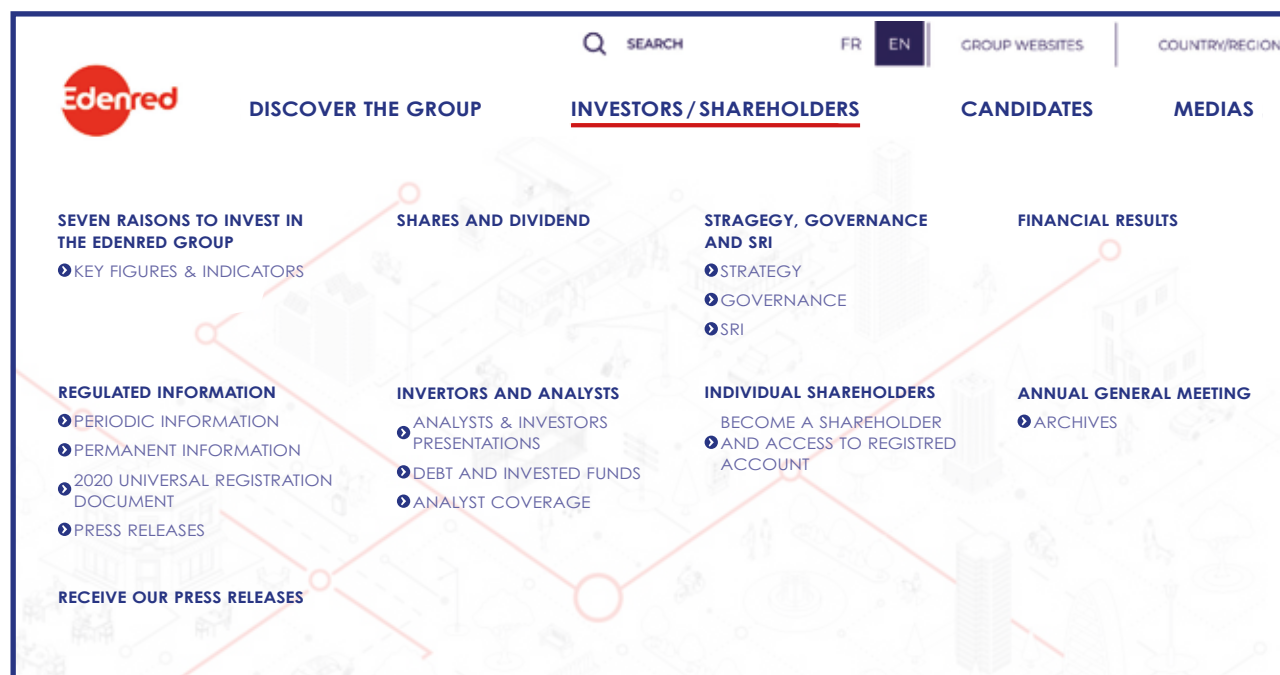 SEARCH
FR
EN
GROUP WEBSITES
COUNTRY/REGION
Edenred
DISCOVER THE GROUP
INVESTORS / SHAREHOLDERS
CANDIDATES
MEDIAS
SEVEN RAISONS TO INVEST IN
THE EDENRED GROUP
KEY FIGURES & INDICATORS
SHARES AND DIVIDEND
STRAGEGY, GOVERNANCE
AND SRI
STRATEGY
GOVERNANCE
SRI
FINANCIAL RESULTS
REGULATED INFORMATION
PERIODIC INFORMATION
PERMANENT INFORMATION
2020 UNIVERSAL REGISTRATION
DOCUMENT
PRESS RELEASES
INVERTORS AND ANALYSTS
ANALYSTS & INVESTORS
PRESENTATIONS
DEBT AND INVESTED FUNDS
ANALYST COVERAGE
INDIVIDUAL SHAREHOLDERS
BECOME A SHAREHOLDER
AND ACCESS TO REGISTRED
ACCOUNT
ANNUAL GENERAL MEETING
ARCHIVES
RECEIVE OUR PRESS RELEASES